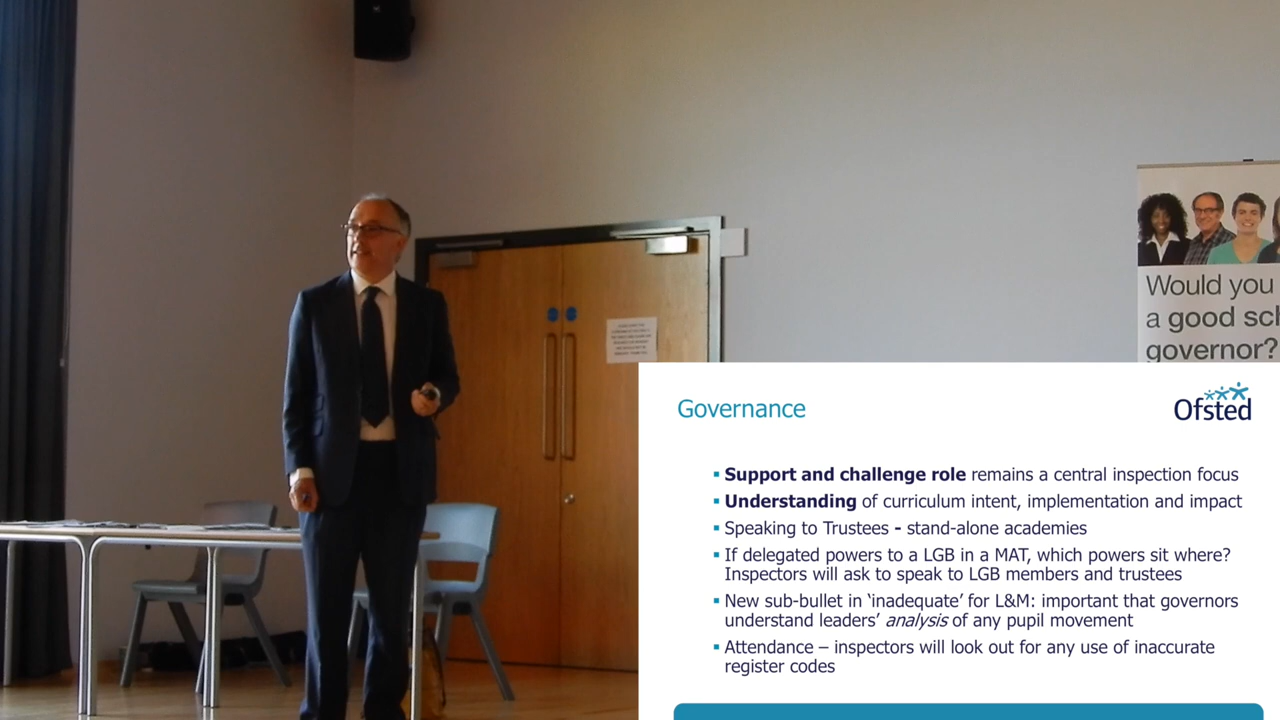 Would you
a good sc
governor?
Governance
Ofsted
▪ Support and challenge role remains a central inspection focus
▪ Understanding of curriculum intent, implementation and impact
▪ Speaking to Trustees - stand-alone academies
▪ If delegated powers to a LGB in a MAT, which powers sit where?
Inspectors will ask to speak to LGB members and trustees
▪ New sub-bullet in ‘inadequate’ for L&M: important that governors
understand leaders’ analysis of any pupil movement
▪ Attendance – inspectors will look out for any use of inaccurate
register codes